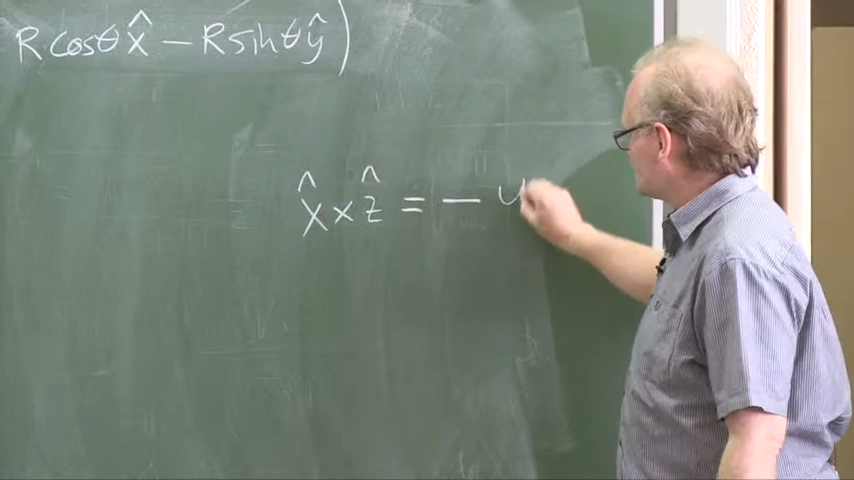 R cosθ x̂ − R sinθ ŷ )
x̂ × ẑ = −